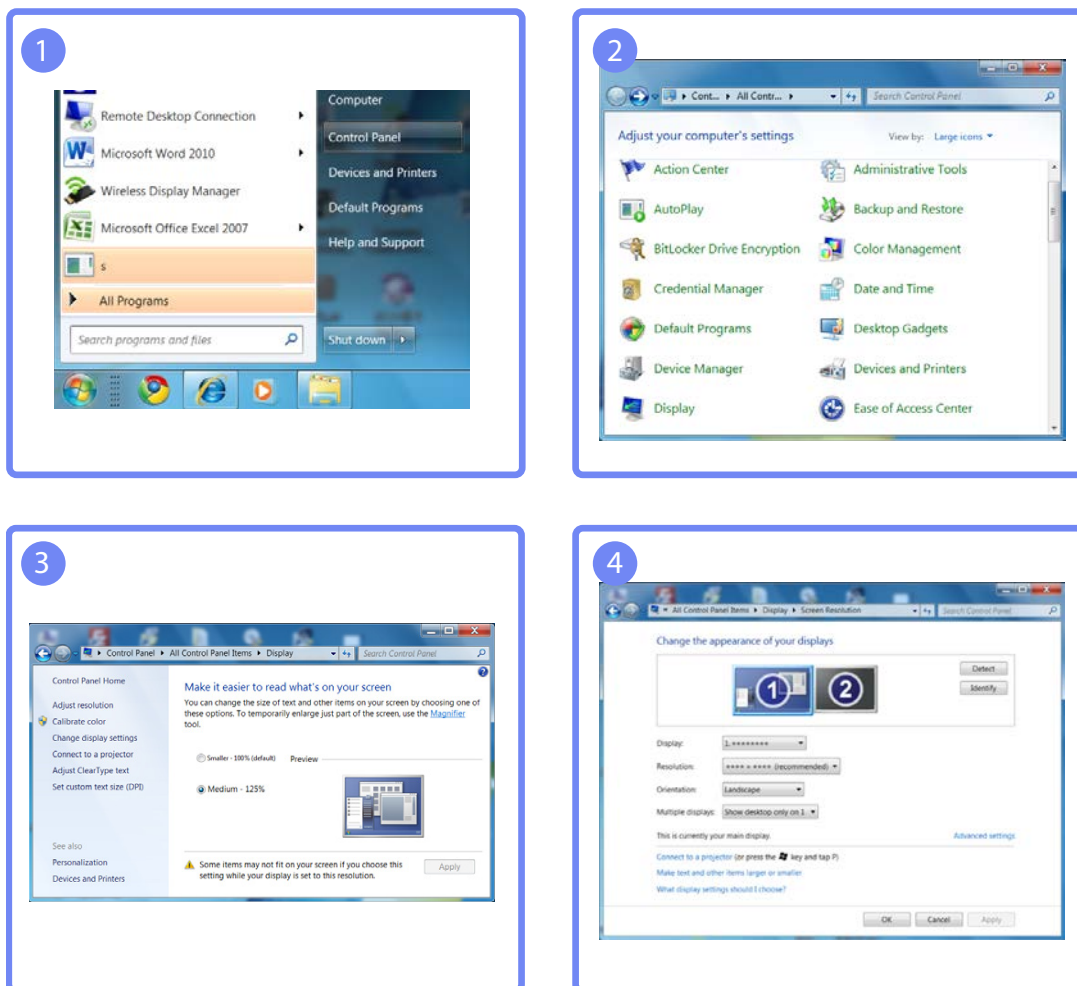 1
Remote Desktop Connection
Microsoft Word 2010
Wireless Display Manager
Microsoft Office Excel 2007
s
All Programs
Search programs and files
Computer
Control Panel
Devices and Printers
Default Programs
Help and Support
Shut down
2
Cont... All Contr...
Search Control Panel
Adjust your computer's settings
View by: Large icons
Action Center
Administrative Tools
AutoPlay
Backup and Restore
BitLocker Drive Encryption
Color Management
Credential Manager
Date and Time
Default Programs
Desktop Gadgets
Device Manager
Devices and Printers
Display
Ease of Access Center
3
Control Panel All Control Panel Items Display
Search Control Panel
Control Panel Home
Adjust resolution
Calibrate color
Change display settings
Connect to a projector
Adjust ClearType text
Set custom text size (DPI)
See also
Personalization
Devices and Printers
Make it easier to read what's on your screen
You can change the size of text and other items on your screen by choosing one of
these options. To temporarily enlarge just part of the screen, use the Magnifier
tool.
Smaller - 100% (default)
Preview
Medium - 125%
Some items may not fit on your screen if you choose this
setting while your display is set to this resolution.
Apply
4
All Control Panel Items Display Screen Resolution
Search Control Panel
Change the appearance of your displays
1
2
Detect
Identify
Display: 1. ********
Resolution: **** × **** (recommended)
Orientation: Landscape
Multiple displays: Show desktop only on 1
This is currently your main display.
Advanced settings
Connect to a projector (or press the key and tap P)
Make text and other items larger or smaller
What display settings should I choose?
OK
Cancel
Apply